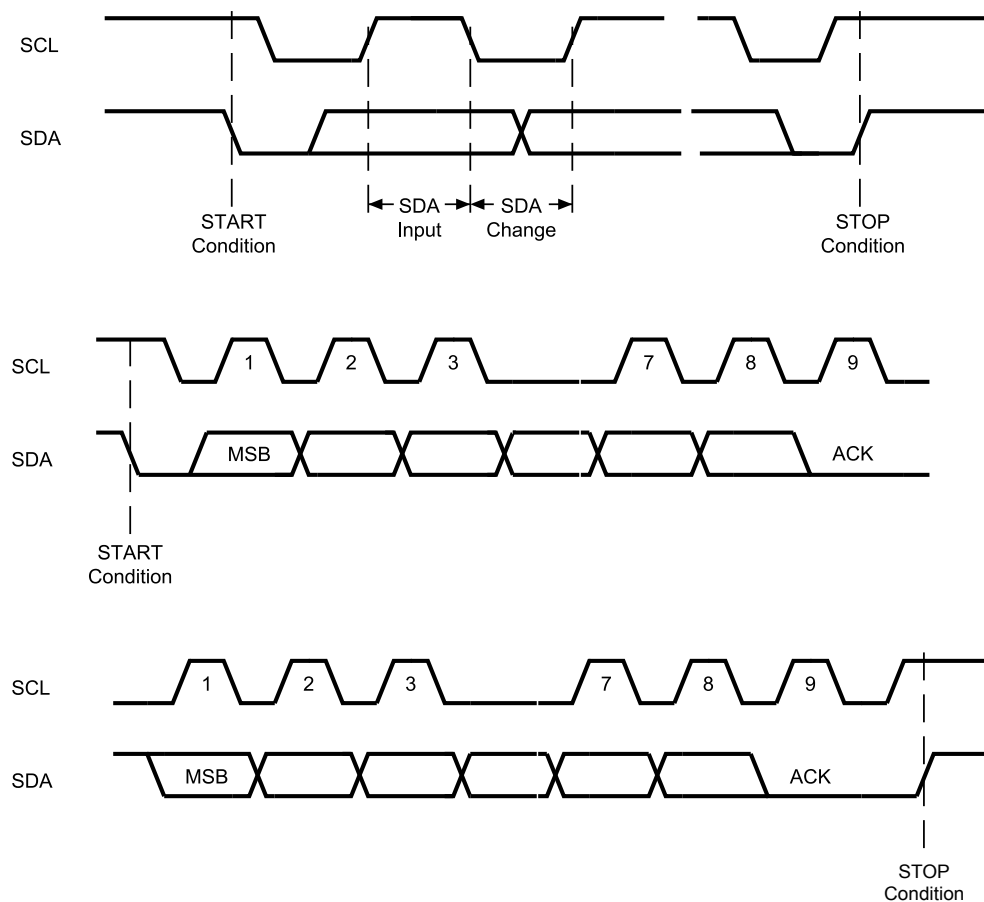 SCL
SDA
START
Condition
SDA
Input
SDA
Change
STOP
Condition
SCL
1 2 3 7 8 9
SDA
MSB ACK
START
Condition
SCL
1 2 3 7 8 9
SDA
MSB ACK
STOP
Condition